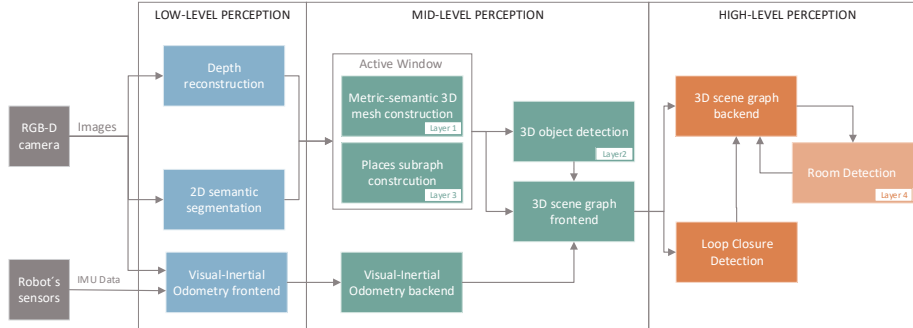 LOW-LEVEL PERCEPTION
MID-LEVEL PERCEPTION
HIGH-LEVEL PERCEPTION
RGB-D
camera
Images
Robot´s
sensors
IMU Data
Depth
reconstruction
2D semantic
segmentation
Visual-Inertial
Odometry frontend
Active Window
Metric-semantic 3D
mesh construction
Layer 1
Places subraph
constrcution
Layer 3
Visual-Inertial
Odometry backend
3D object detection
Layer2
3D scene graph
frontend
3D scene graph
backend
Room Detection
Layer 4
Loop Closure
Detection